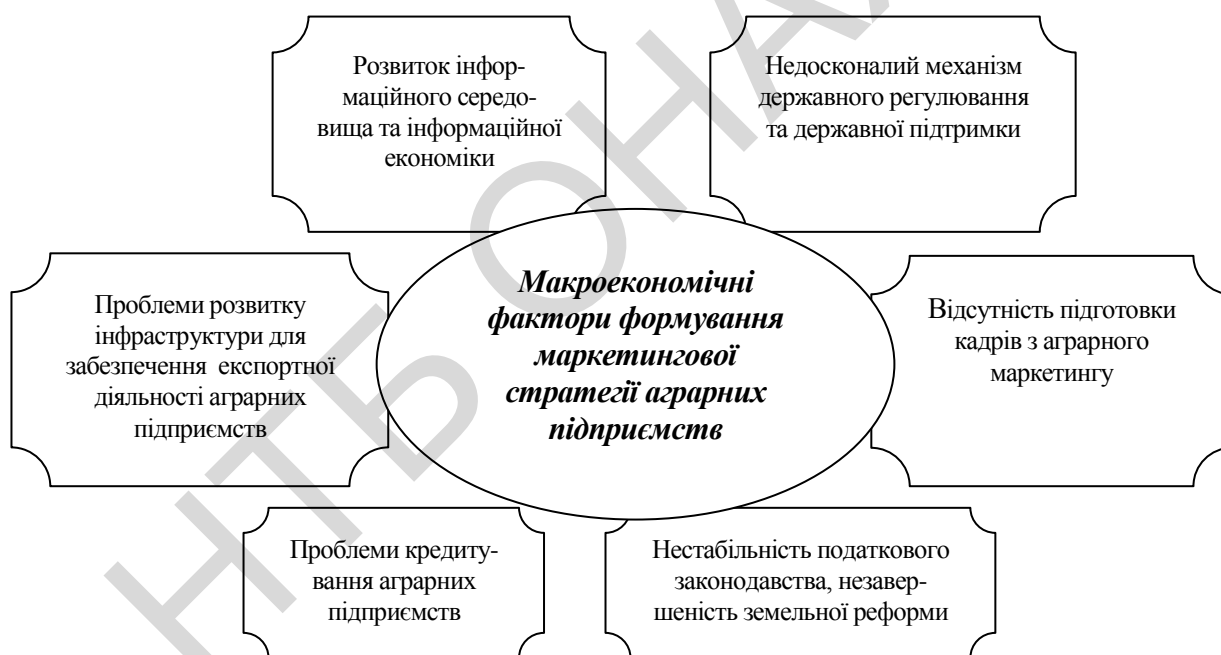 Розвиток інфор-
маційного середо-
вища та інформаційної
економіки
Недосконалий механізм
державного регулювання
та державної підтримки
Проблеми розвитку
інфраструктури для
забезпечення експортної
діяльності аграрних
підприємств
Макроекономічні
фактори формування
маркетингової
стратегії аграрних
підприємств
Відсутність підготовки
кадрів з аграрного
маркетингу
Проблеми кредиту-
вання аграрних
підприємств
Нестабільність податкового
законодавства, незавер-
шеність земельної реформи
НТБ ОНА